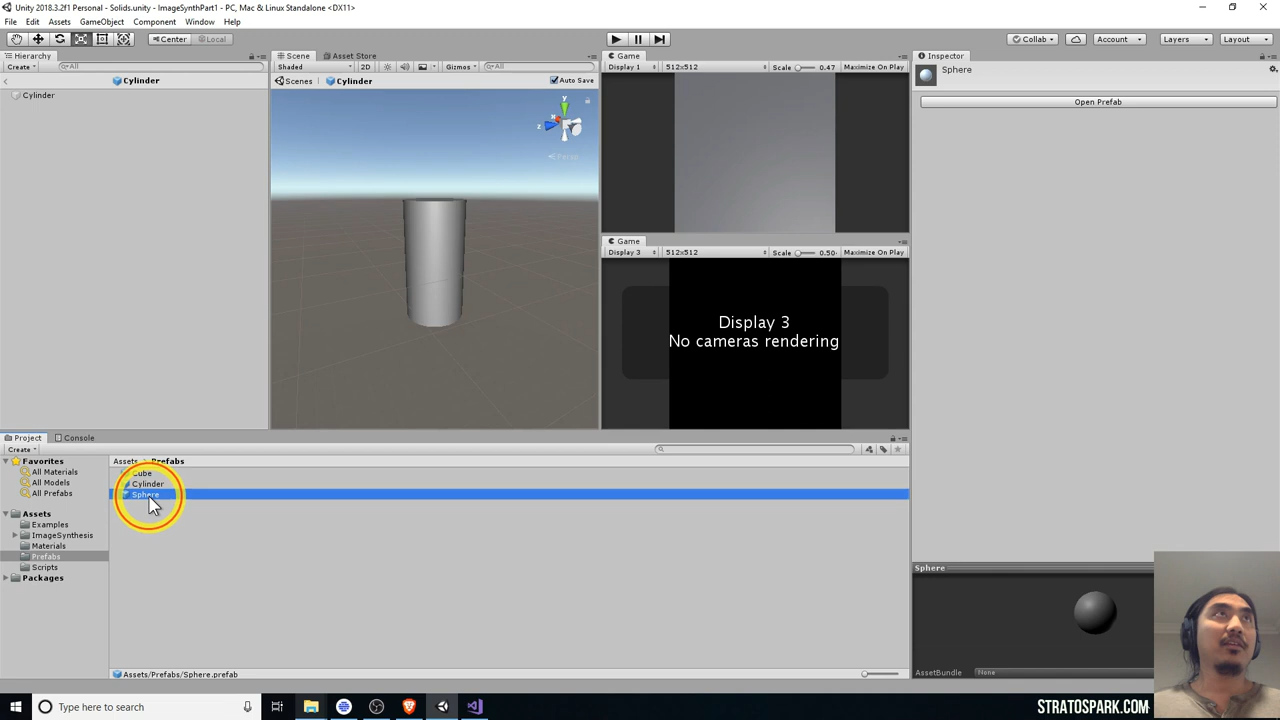 Unity 2018.3.2f1 Personal - Solids.unity - ImageSynthPart1 - PC, Mac & Linux Standalone <DX11>
File Edit Assets GameObject Component Window Help
Center Local Collab Account Layers Layout
Hierarchy
Create All
Cylinder
Cylinder
Scene Asset Store
Shaded 2D Gizmos All
Scenes Cylinder Auto Save
y
x
z
Persp
Game
Display 1 512x512 Scale 0.47 Maximize On Play
Game
Display 3 512x512 Scale 0.50 Maximize On Play
Display 3
No cameras rendering
Inspector
Sphere
Open Prefab
Project Console
Create
Favorites
All Materials
All Models
All Prefabs
Assets
Examples
ImageSynthesis
Materials
Prefabs
Scripts
Packages
Assets Prefabs
Cube
Cylinder
Sphere
Assets/Prefabs/Sphere.prefab
Sphere
AssetBundle None
Type here to search
STRATOSPARK.COM